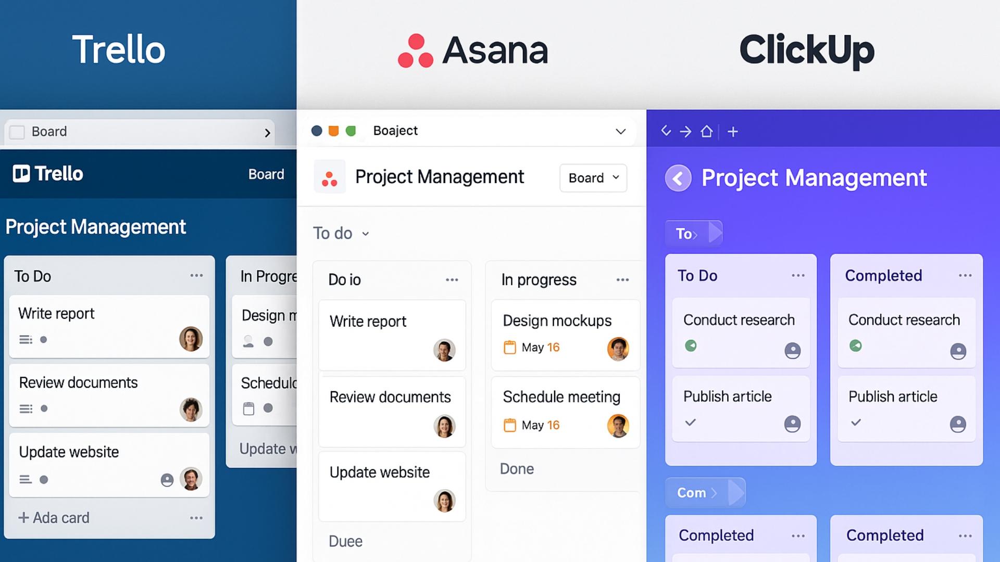 Trello
Asana
ClickUp
Board
Trello
Board
Project Management
To Do
Write report
Review documents
Update website
+ Ada card
In Progre
Design m
Schedulc
Update w
Boaject
Project Management
Board
To do
Do io
Write report
Review documents
Update website
Duee
In progress
Design mockups
May 16
Schedule meeting
May 16
Done
Project Management
To
To Do
Conduct research
Publish article
Completed
Conduct research
Publish article
Com
Completed
Completed